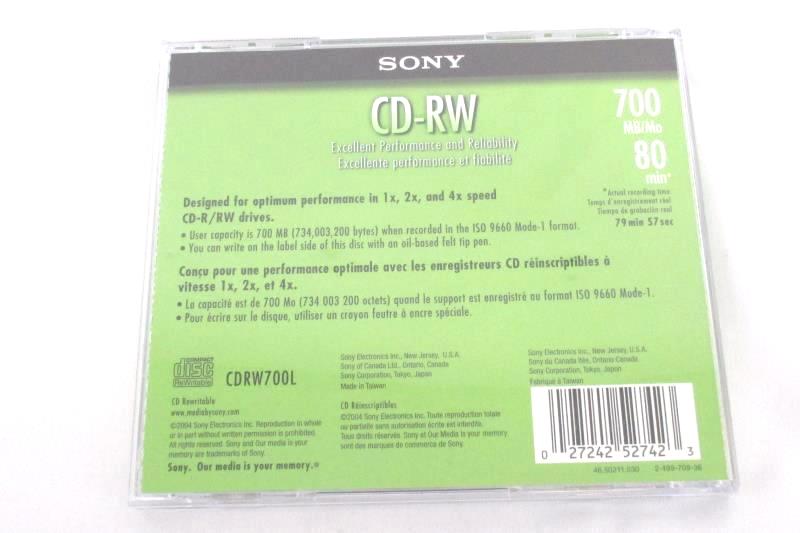 SONY
CD-RW
Excellent Performance and Reliability
Excellente performance et fiabilité
700
MB/Mo
80
min*
*Actual recording time
Temps d'enregistrement réel
Tiempo de grabación real
79 min 57 sec
Designed for optimum performance in 1x, 2x, and 4x speed
CD-R/RW drives.
• User capacity is 700 MB (734,003,200 bytes) when recorded in the ISO 9660 Mode-1 format.
• You can write on the label side of this disc with an oil-based felt tip pen.
Conçu pour une performance optimale avec les enregistreurs CD réinscriptibles à
vitesse 1x, 2x, et 4x.
• La capacité est de 700 Mo (734 003 200 octets) quand le support est enregistré au format ISO 9660 Mode-1.
• Pour écrire sur le disque, utiliser un crayon feutre à encre spéciale.
COMPACT
disc
ReWritable
CDRW700L
CD Rewritable
www.mediabysony.com
©2004 Sony Electronics Inc. Reproduction in whole
or in part without written permission is prohibited.
All rights reserved. Sony and Our media is your
memory are trademarks of Sony.
Sony. Our media is your memory.®
Sony Electronics Inc., New Jersey, U.S.A.
Sony of Canada Ltd., Ontario, Canada
Sony Corporation, Tokyo, Japan
Made in Taiwan
CD Réinscriptibles
©2004 Sony Electronics Inc. Toute reproduction totale
ou partielle sans autorisation écrite est interdite.
Tous droits réservés. Sony et Our Media is your memory
sont des marques de commerce de Sony.
Sony Electronics Inc., New Jersey, U.S.A.
Sony du Canada ltée, Ontario, Canada
Sony Corporation, Tokyo, Japan
Fabriqué à Taiwan
0 27242 52742 3
46.50211.030 2-499-709-36